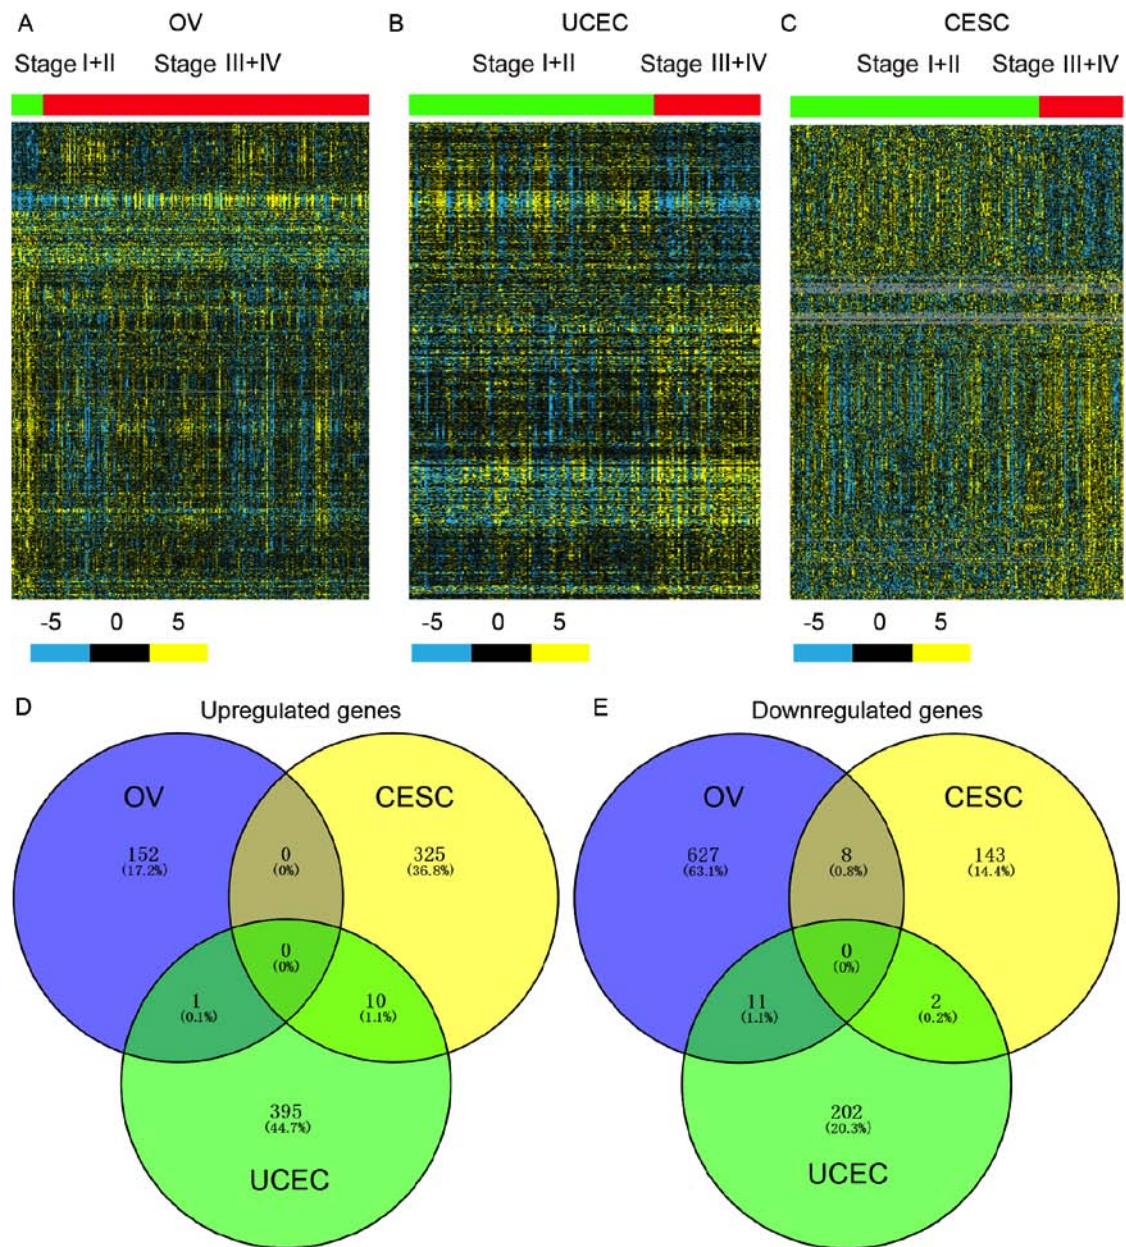 A OV B UCEC C CESC
Stage I+II Stage III+IV Stage I+II Stage III+IV Stage I+II Stage III+IV
-5 0 5 -5 0 5 -5 0 5
D Upregulated genes E Downregulated genes
OV CESC OV CESC
152 0 325 627 8 143
(17.2%) (0%) (36.8%) (63.1%) (0.8%) (14.4%)
0 0
(0%) (0%)
1 10 11 2
(0.1%) (1.1%) (1.1%) (0.2%)
395 202
(44.7%) (20.3%)
UCEC UCEC